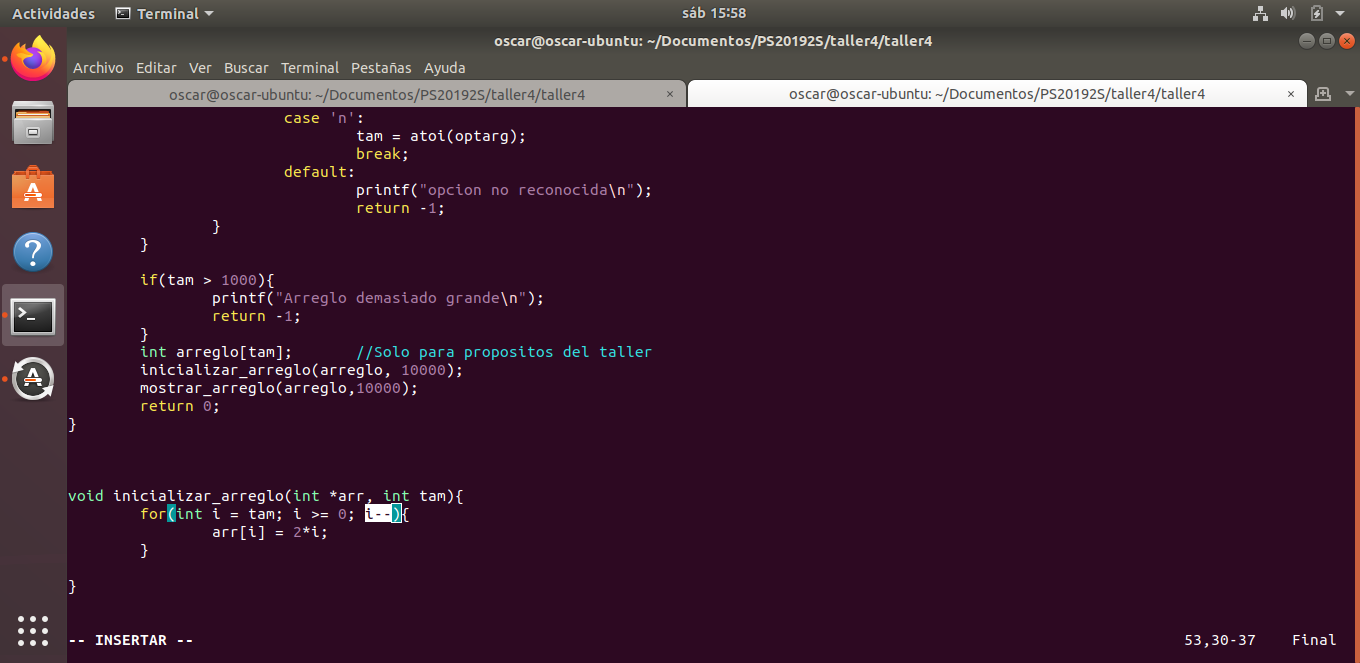 Actividades Terminal sáb 15:58
oscar@oscar-ubuntu: ~/Documentos/PS20192S/taller4/taller4
Archivo Editar Ver Buscar Terminal Pestañas Ayuda
oscar@oscar-ubuntu: ~/Documentos/PS20192S/taller4/taller4 × oscar@oscar-ubuntu: ~/Documentos/PS20192S/taller4/taller4 ×
case 'n':
tam = atoi(optarg);
break;
default:
printf("opcion no reconocida\n");
return -1;
}
}
if(tam > 1000){
printf("Arreglo demasiado grande\n");
return -1;
}
int arreglo[tam]; //Solo para propositos del taller
inicializar_arreglo(arreglo, 10000);
mostrar_arreglo(arreglo,10000);
return 0;
}
void inicializar_arreglo(int *arr, int tam){
for(int i = tam; i >= 0; i--){
arr[i] = 2*i;
}
}
-- INSERTAR -- 53,30-37 Final